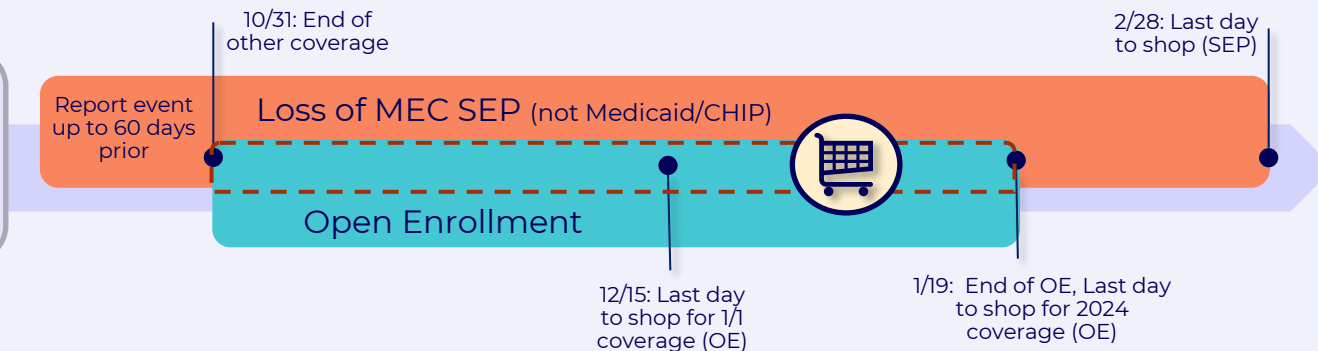 10/31: End of
other coverage
2/28: Last day
to shop (SEP)
Report event
up to 60 days
prior
Loss of MEC SEP (not Medicaid/CHIP)
Open Enrollment
12/15: Last day
to shop for 1/1
coverage (OE)
1/19:  End of OE, Last day
to shop for 2024
coverage (OE)